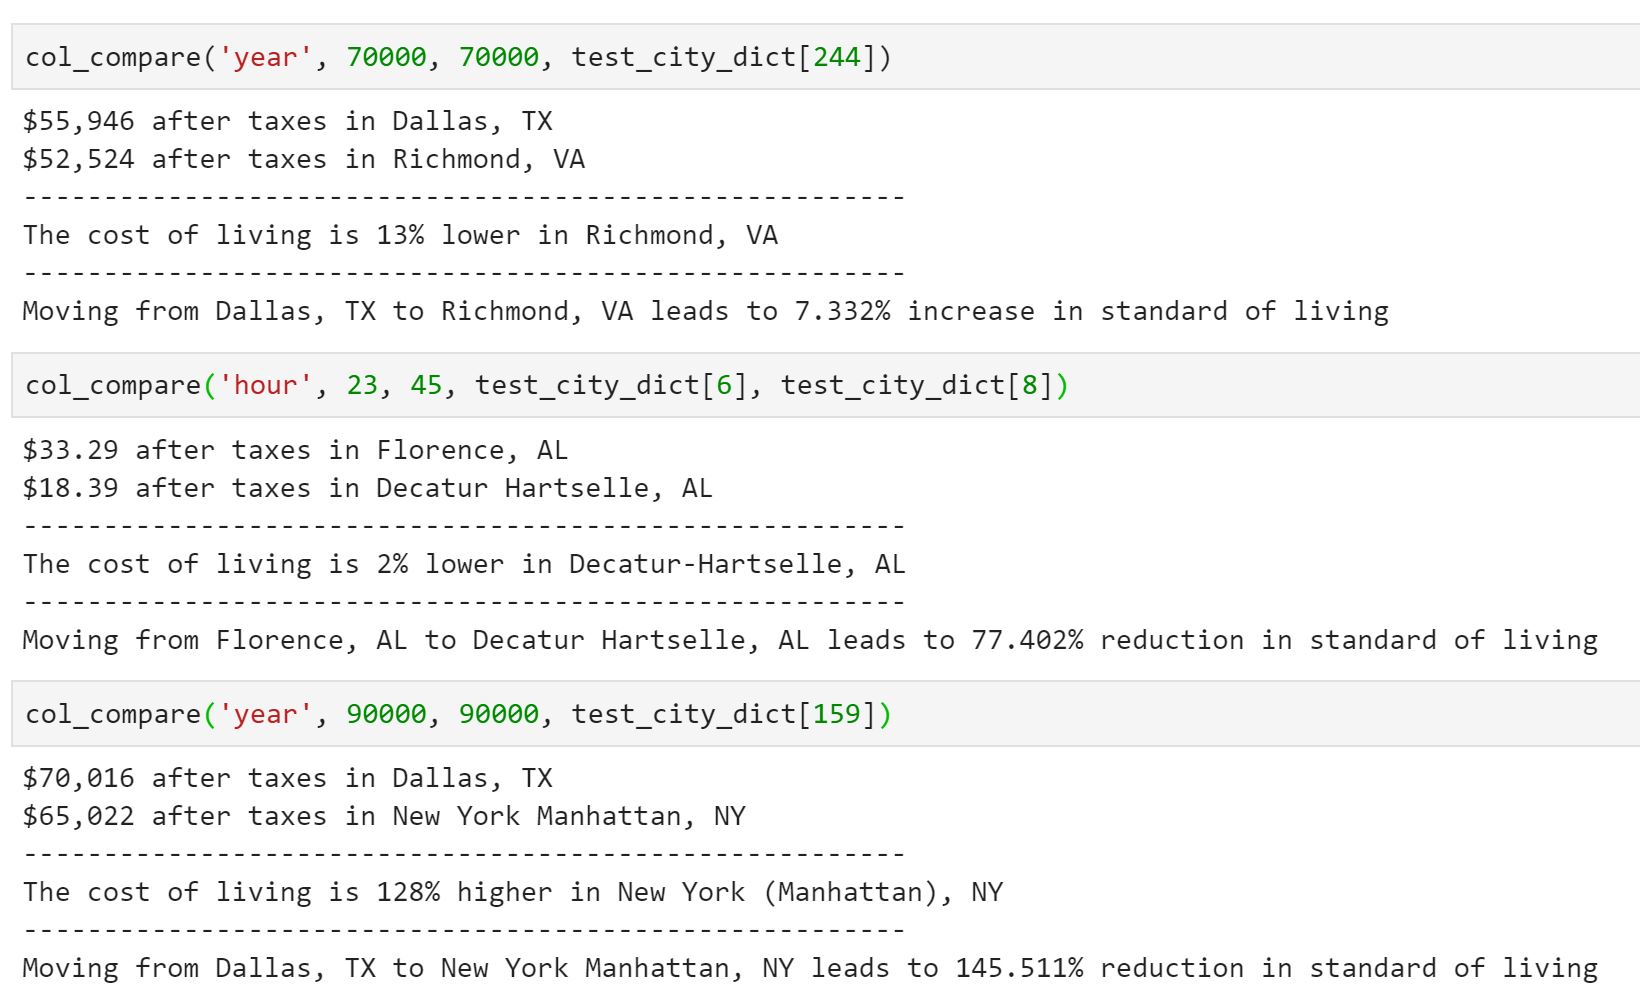 col_compare('year', 70000, 70000, test_city_dict[244])
$55,946 after taxes in Dallas, TX
$52,524 after taxes in Richmond, VA
-------------------------------------------------------
The cost of living is 13% lower in Richmond, VA
-------------------------------------------------------
Moving from Dallas, TX to Richmond, VA leads to 7.332% increase in standard of living
col_compare('hour', 23, 45, test_city_dict[6], test_city_dict[8])
$33.29 after taxes in Florence, AL
$18.39 after taxes in Decatur Hartselle, AL
-------------------------------------------------------
The cost of living is 2% lower in Decatur-Hartselle, AL
-------------------------------------------------------
Moving from Florence, AL to Decatur Hartselle, AL leads to 77.402% reduction in standard of living
col_compare('year', 90000, 90000, test_city_dict[159])
$70,016 after taxes in Dallas, TX
$65,022 after taxes in New York Manhattan, NY
-------------------------------------------------------
The cost of living is 128% higher in New York (Manhattan), NY
-------------------------------------------------------
Moving from Dallas, TX to New York Manhattan, NY leads to 145.511% reduction in standard of living